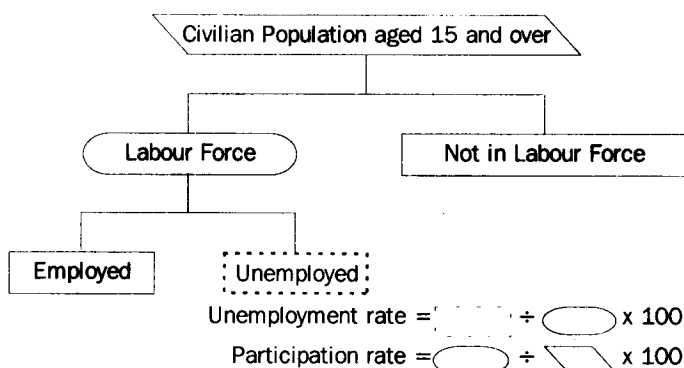 Civilian Population aged 15 and over
Labour Force
Not in Labour Force
Employed
Unemployed
Unemployment rate = ÷ x 100
Participation rate = ÷ x 100